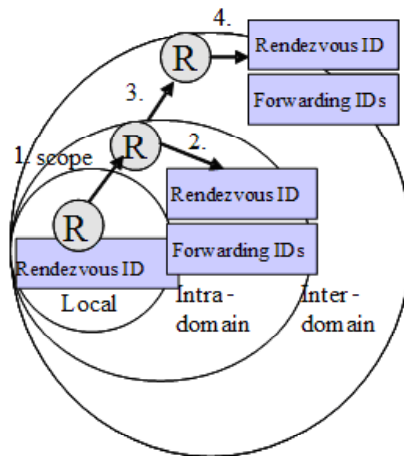 4.
Rendezvous ID
R
Forwarding IDs
3.
1. scope
R
2.
Rendezvous ID
R
Forwarding IDs
Rendezvous ID
Local
Intra-
domain
Inter-
domain